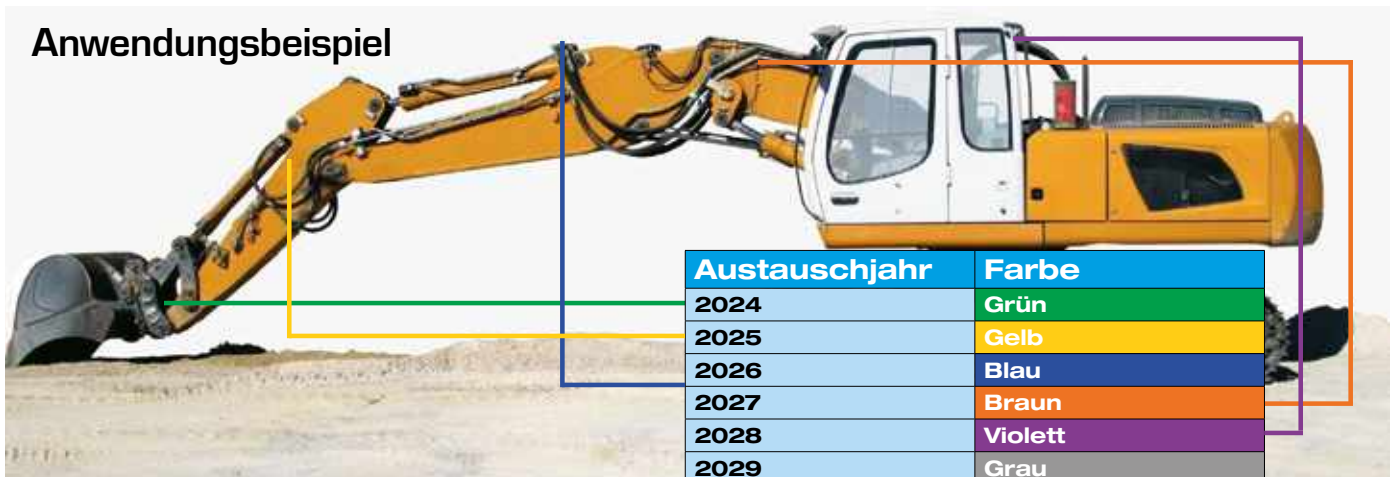 Anwendungsbeispiel
Austauschjahr Farbe
2024 Grün
2025 Gelb
2026 Blau
2027 Braun
2028 Violett
2029 Grau